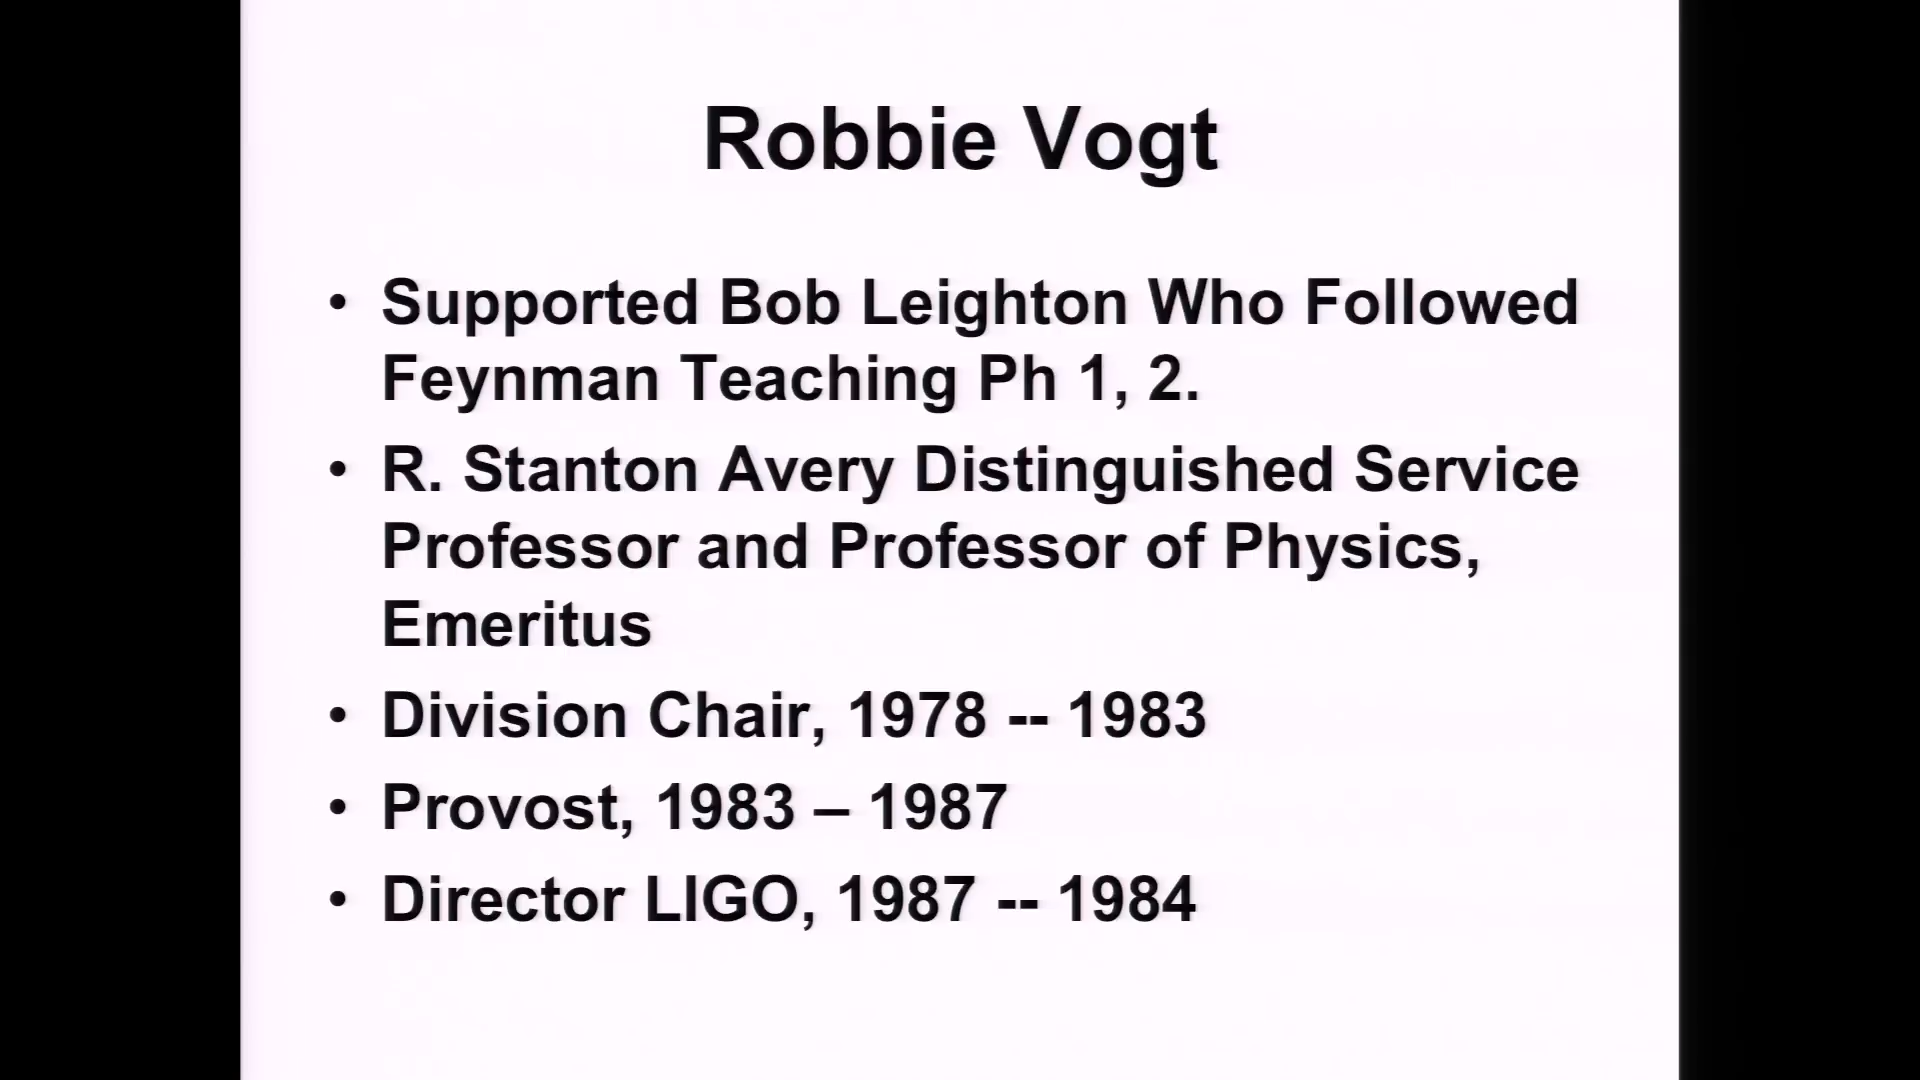 Robbie Vogt
• Supported Bob Leighton Who Followed
Feynman Teaching Ph 1, 2.
• R. Stanton Avery Distinguished Service
Professor and Professor of Physics,
Emeritus
• Division Chair, 1978 -- 1983
• Provost, 1983 – 1987
• Director LIGO, 1987 -- 1984